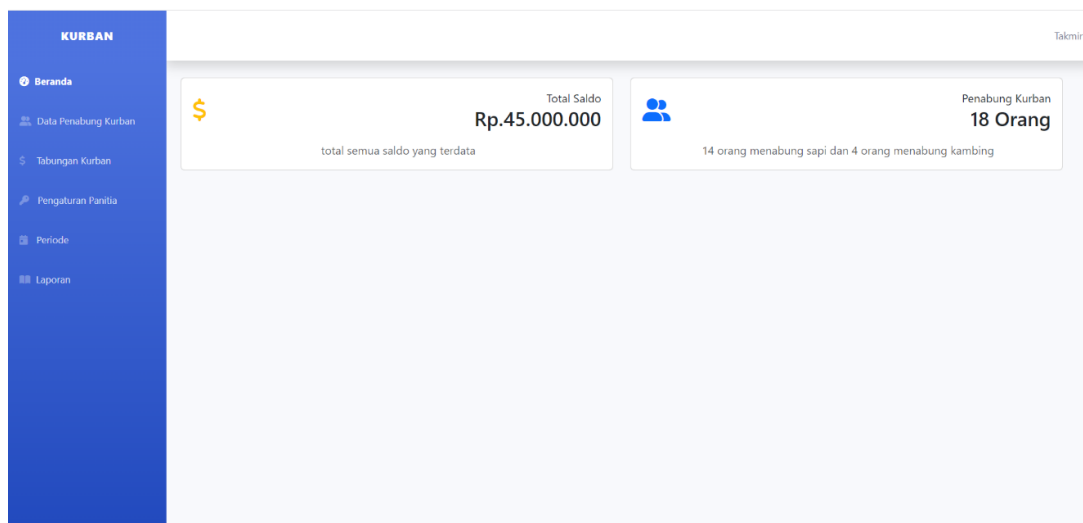 KURBAN
Takmir
Beranda
Data Penabung Kurban
Tabungan Kurban
Pengaturan Panitia
Periode
Laporan
Total Saldo
Rp.45.000.000
total semua saldo yang terdata
Penabung Kurban
18 Orang
14 orang menabung sapi dan 4 orang menabung kambing